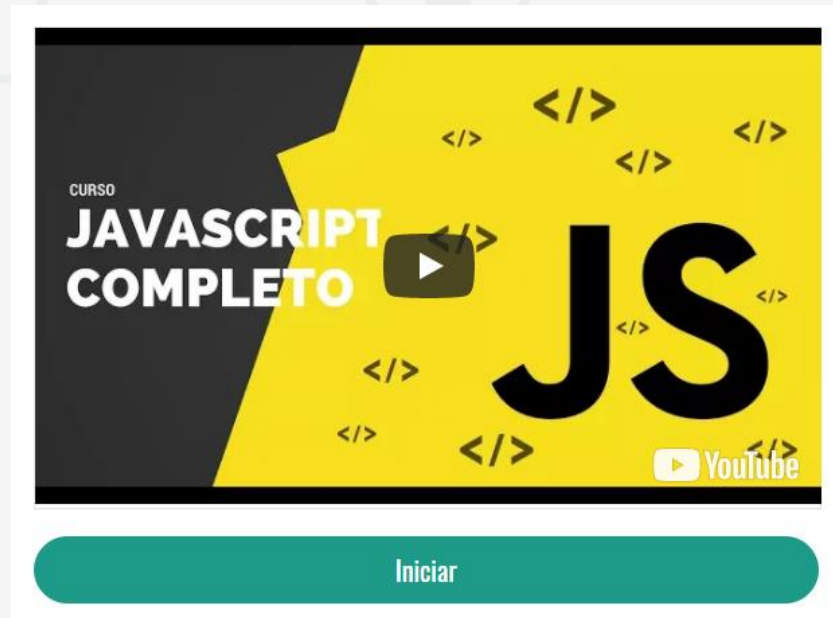 </>
</>
</>
</>
CURSO
JAVASCRIPT
COMPLETO
</>
JS
</>
</>
</>
</>
</>
</>
YouTube
Iniciar